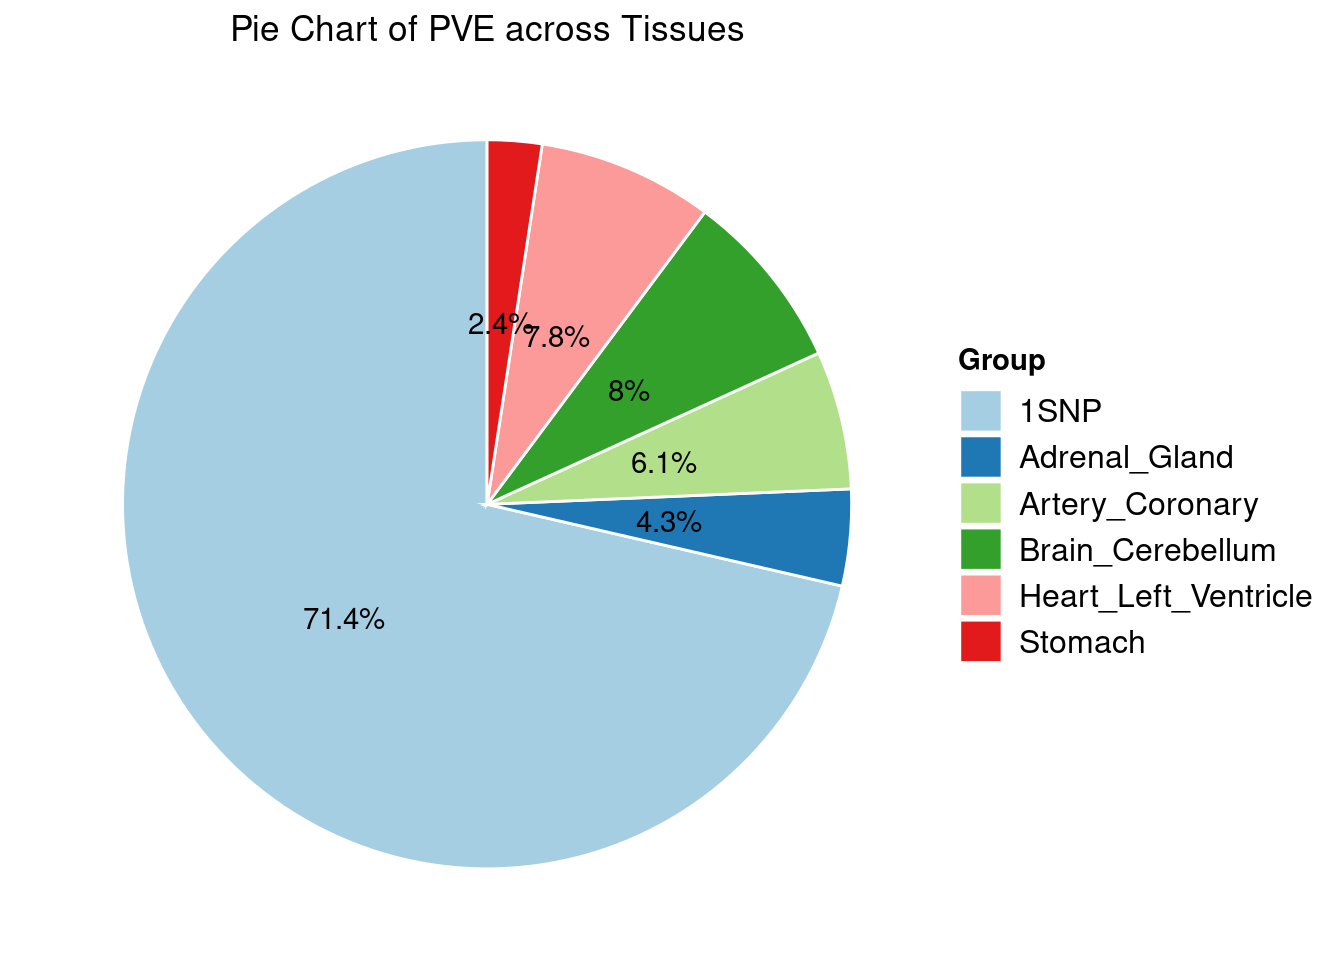 Pie Chart of PVE across Tissues
2.4%
7.8%
8%
6.1%
4.3%
71.4%
Group
1SNP
Adrenal_Gland
Artery_Coronary
Brain_Cerebellum
Heart_Left_Ventricle
Stomach